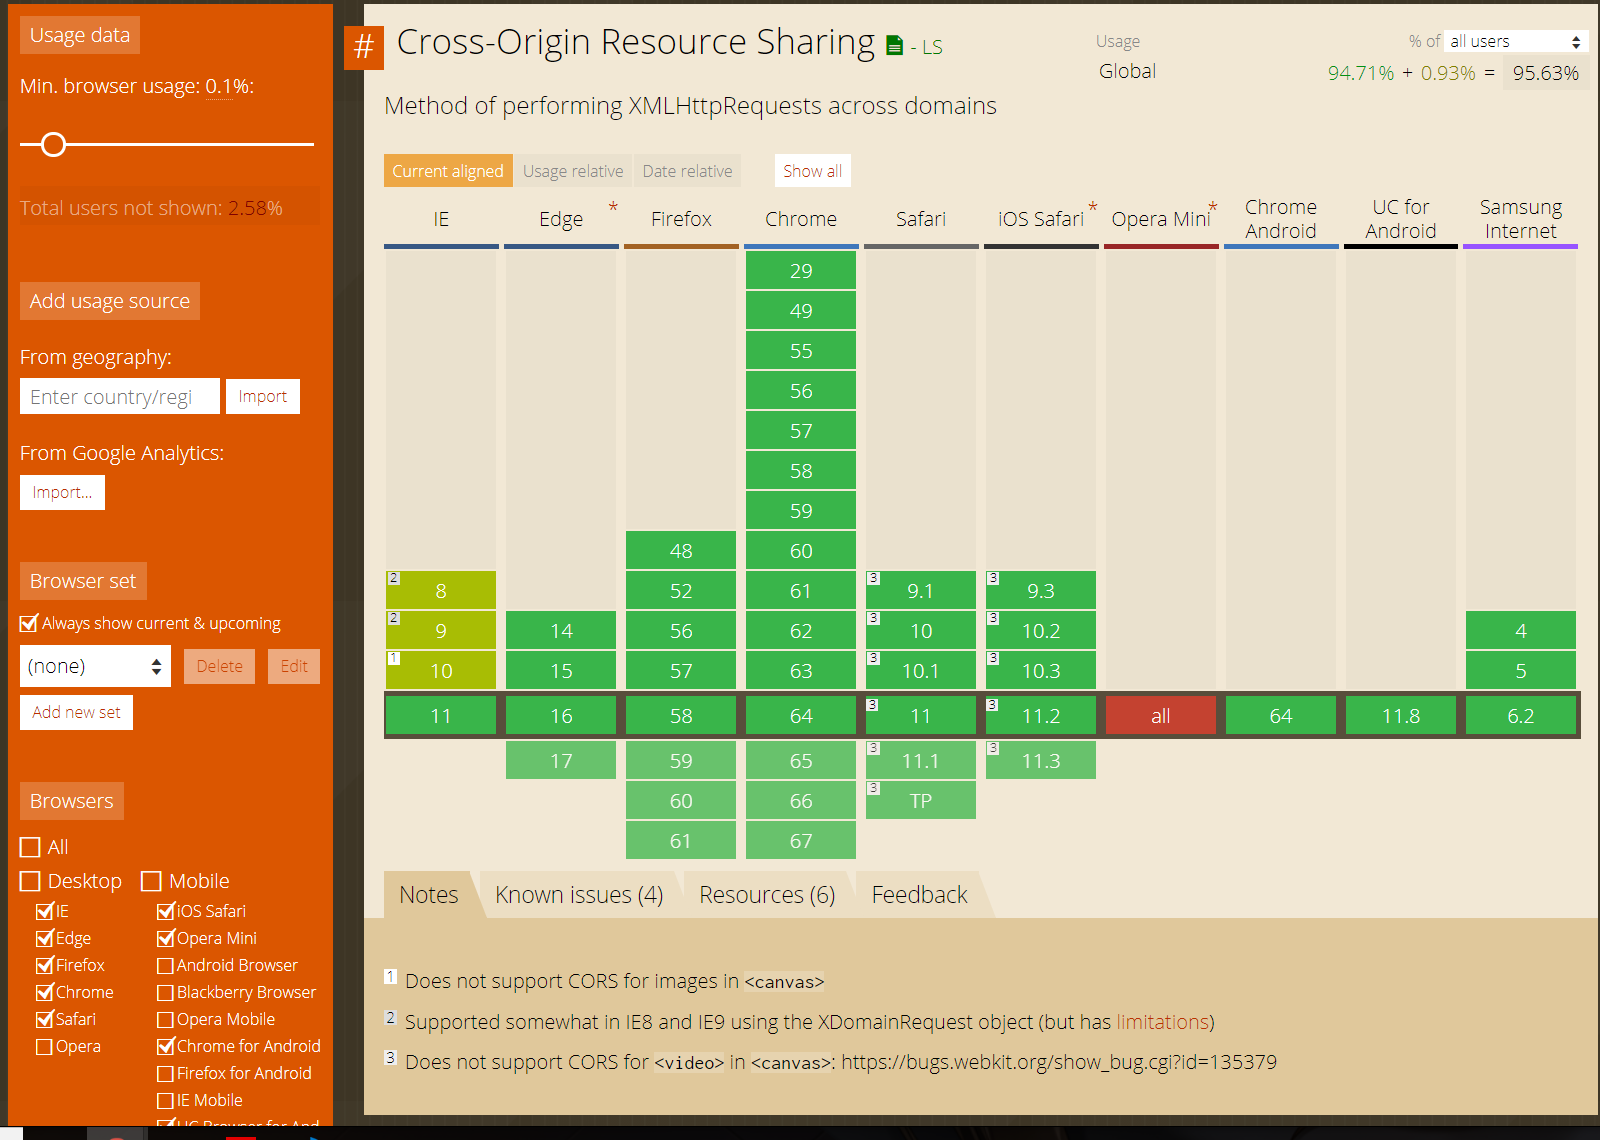 Usage data
Min. browser usage: 0.1%:
Total users not shown: 2.58%
Add usage source
From geography:
Enter country/regi Import
From Google Analytics:
Import...
Browser set
Always show current & upcoming
(none) Delete Edit
Add new set
Browsers
All
Desktop Mobile
IE iOS Safari
Edge Opera Mini
Firefox Android Browser
Chrome Blackberry Browser
Safari Opera Mobile
Opera Chrome for Android
Firefox for Android
IE Mobile
UC Browser for And
# Cross-Origin Resource Sharing - LS
Usage % of all users
Global 94.71% + 0.93% = 95.63%
Method of performing XMLHttpRequests across domains
Current aligned Usage relative Date relative Show all
IE Edge * Firefox Chrome Safari iOS Safari * Opera Mini * Chrome Android UC for Android Samsung Internet
29
49
55
56
57
58
59
48 60
2 8 52 61 3 9.1 3 9.3
2 9 14 56 62 3 10 3 10.2 4
1 10 15 57 63 3 10.1 3 10.3 5
11 16 58 64 3 11 3 11.2 all 64 11.8 6.2
17 59 65 3 11.1 3 11.3
60 66 3 TP
61 67
Notes Known issues (4) Resources (6) Feedback
1 Does not support CORS for images in <canvas>
2 Supported somewhat in IE8 and IE9 using the XDomainRequest object (but has limitations)
3 Does not support CORS for <video> in <canvas>: https://bugs.webkit.org/show_bug.cgi?id=135379